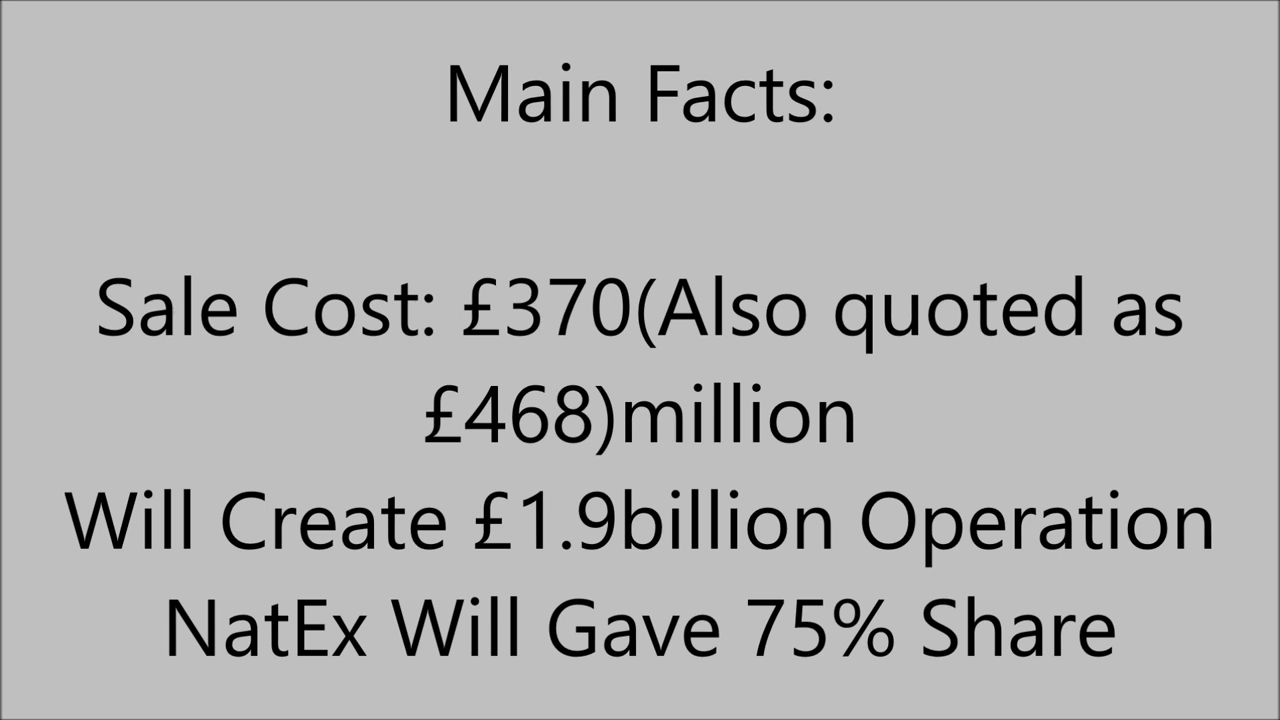 Main Facts:
Sale Cost: £370(Also quoted as
£468)million
Will Create £1.9billion Operation
NatEx Will Gave 75% Share